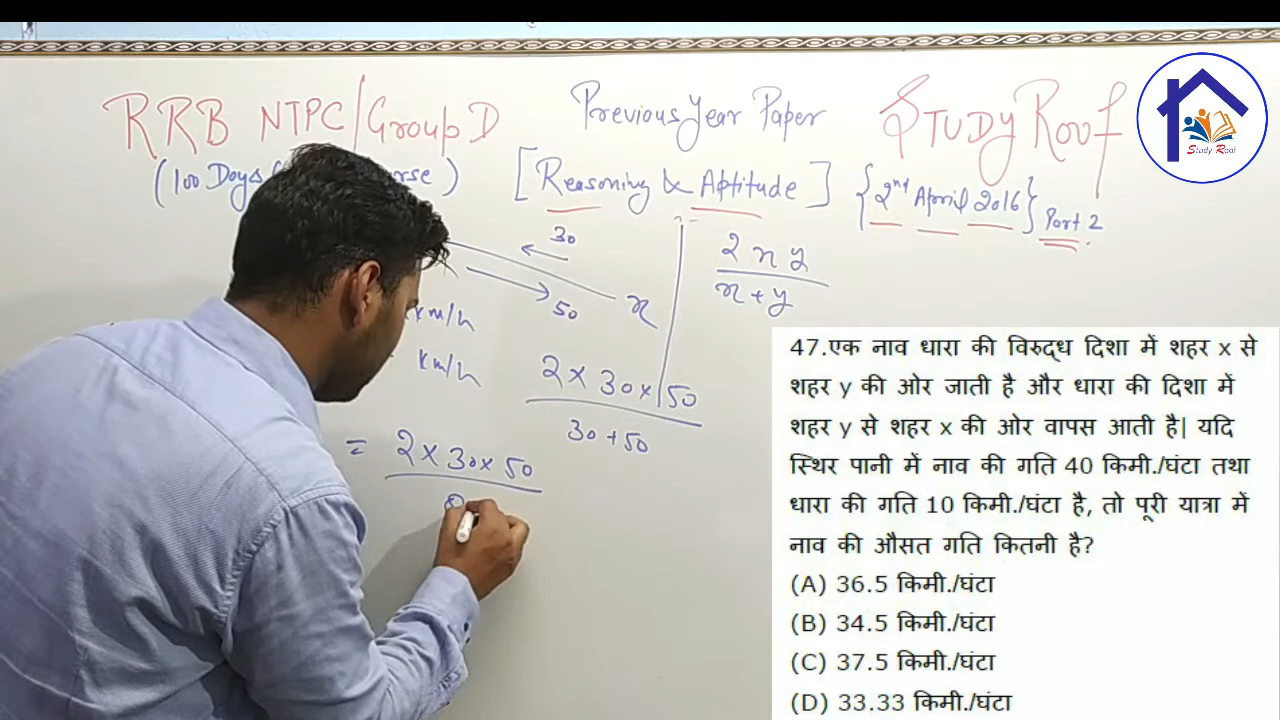 RRB NTPC/Group D
Previous Year Paper
STUDY ROOF
Study Roof
(100 Days
[Reasoning & Aptitude]
{2nd April 2016}
Part 2
30
50
x
2xy
x+y
km/h
km/h
2×30×50
30+50
= 2×30×50
47.एक नाव धारा की विरुद्ध दिशा में शहर x से
शहर y की ओर जाती है और धारा की दिशा में
शहर y से शहर x की ओर वापस आती है| यदि
स्थिर पानी में नाव की गति 40 किमी./घंटा तथा
धारा की गति 10 किमी./घंटा है, तो पूरी यात्रा में
नाव की औसत गति कितनी है?
(A) 36.5 किमी./घंटा
(B) 34.5 किमी./घंटा
(C) 37.5 किमी./घंटा
(D) 33.33 किमी./घंटा